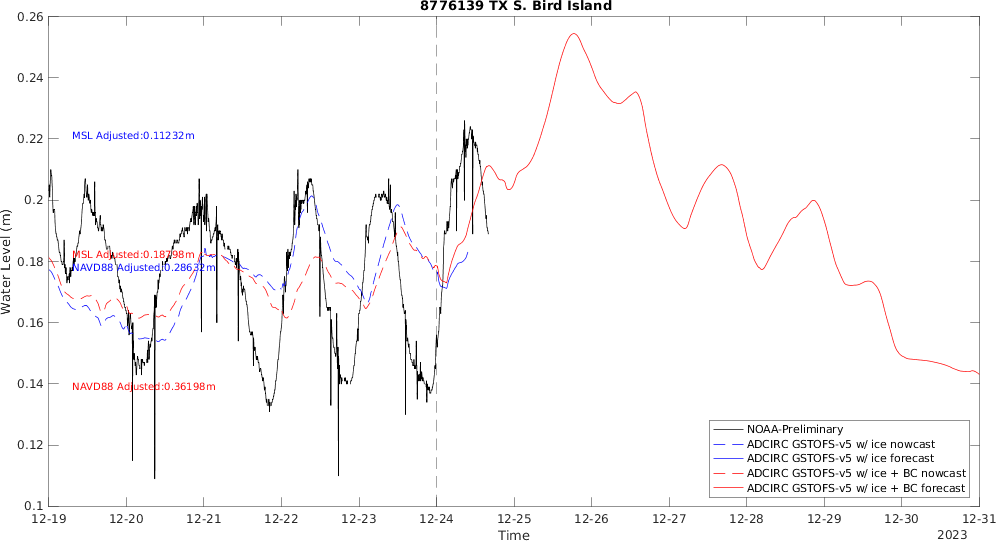 8776139 TX S. Bird Island
0.26
0.24
0.22
0.2
0.18
0.16
0.14
0.12
0.1
Water Level (m)
MSL Adjusted:0.11232m
MSL Adjusted:0.18798m
NAVD88 Adjusted:0.28632m
NAVD88 Adjusted:0.36198m
NOAA-Preliminary
ADCIRC GSTOFS-v5 w/ ice nowcast
ADCIRC GSTOFS-v5 w/ ice forecast
ADCIRC GSTOFS-v5 w/ ice + BC nowcast
ADCIRC GSTOFS-v5 w/ ice + BC forecast
12-19 12-20 12-21 12-22 12-23 12-24 12-25 12-26 12-27 12-28 12-29 12-30 12-31
Time
2023